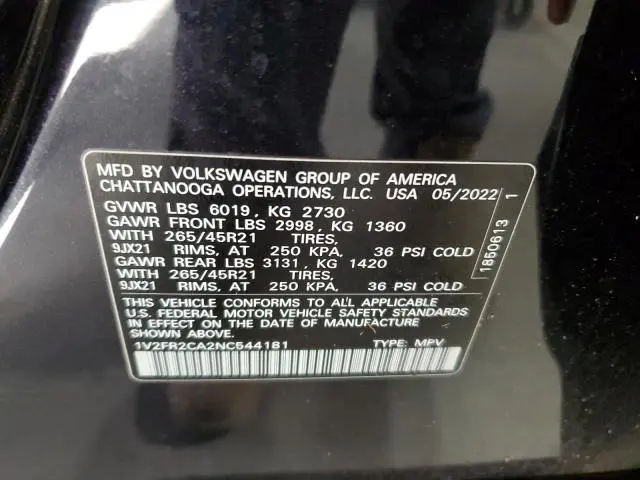 MFD BY VOLKSWAGEN GROUP OF AMERICA
CHATTANOOGA OPERATIONS, LLC. USA 05/2022
GVWR LBS 6019, KG 2730
GAWR FRONT LBS 2998, KG 1360
WITH 265/45R21 TIRES,
9JX21 RIMS, AT 250 KPA, 36 PSI COLD
GAWR REAR LBS 3131, KG 1420
WITH 265/45R21 TIRES,
9JX21 RIMS, AT 250 KPA, 36 PSI COLD
THIS VEHICLE CONFORMS TO ALL APPLICABLE
U.S. FEDERAL MOTOR VEHICLE SAFETY STANDARDS
IN EFFECT ON THE DATE OF MANUFACTURE
SHOWN ABOVE.
1V2FR2CA2NC544181 TYPE: MPV
1850613 1